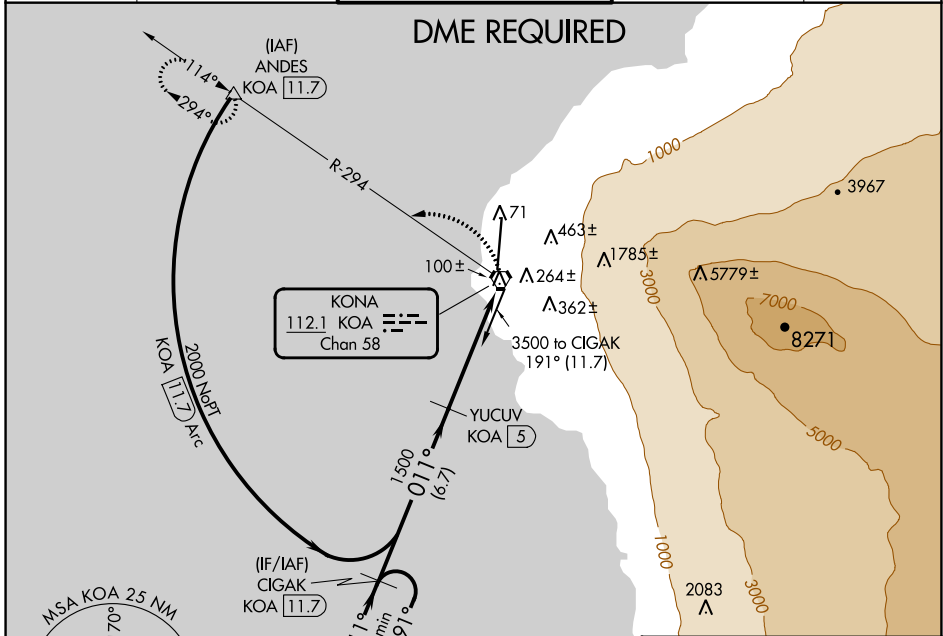 DME REQUIRED
(IAF)
ANDES
KOA 11.7
114°
294°
R-294
1000
3967
71
463±
1785±
100±
264±
5779±
3000
7000
KONA
112.1 KOA
Chan 58
362±
8271
3500 to CIGAK
191° (11.7)
2000 NoPT
KOA 11.7 Arc
YUCUV
KOA 5
5000
1500
011°
(6.7)
(IF/IAF)
CIGAK
KOA 11.7
1000
3000
2083
MSA KOA 25 NM
70°
11°
min
91°